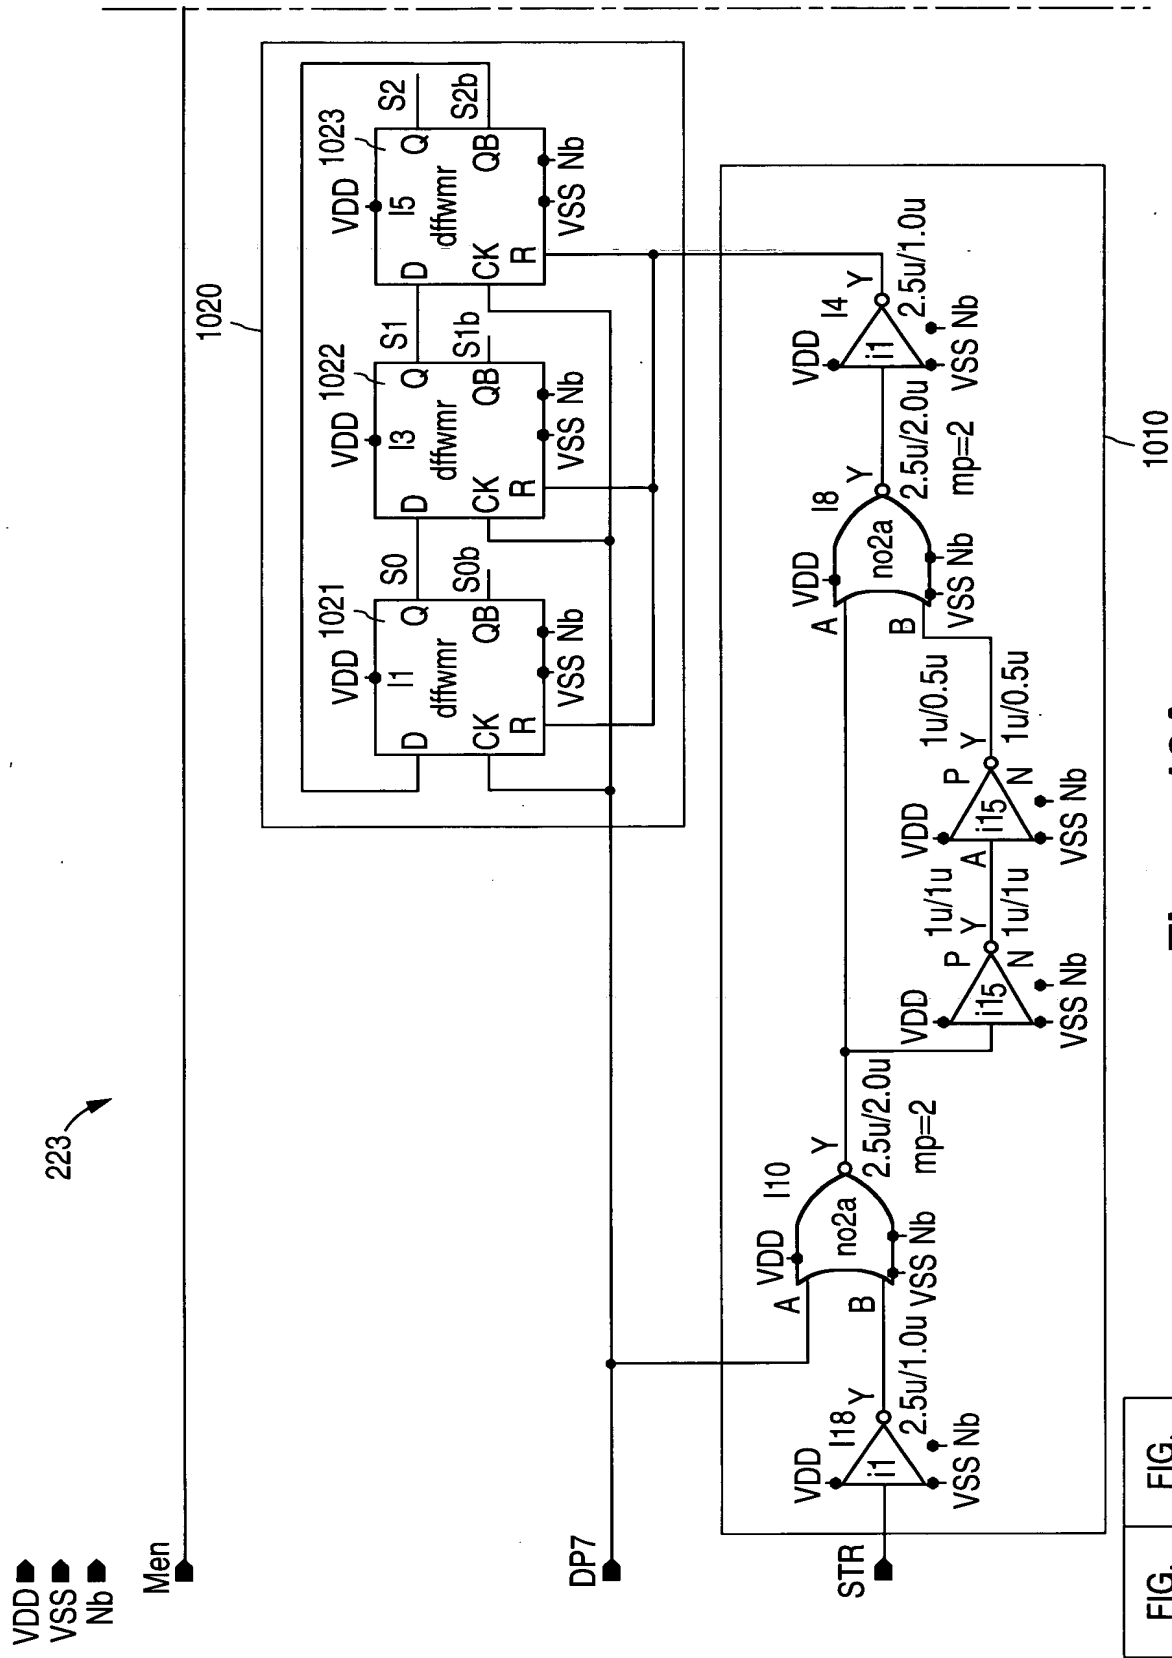 223
VDD
VSS
Nb
Men
DP7
STR
1020
VDD
1021
I1
dffwmr
D
Q
S0
CK
QB
S0b
R
VSS Nb
VDD
1022
I3
dffwmr
D
Q
S1
CK
QB
S1b
R
VSS Nb
VDD
1023
I5
dffwmr
D
Q
S2
CK
QB
S2b
R
VSS Nb
VDD
I18
i1
Y
2.5u/1.0u
VSS Nb
VDD
I10
A
B
no2a
Y
2.5u/2.0u
mp=2
VSS Nb
VDD
P
1u/1u
i15
Y
N
1u/1u
VSS Nb
VDD
P
1u/0.5u
A
i15
Y
N
1u/0.5u
VSS Nb
VDD
I8
A
B
no2a
Y
2.5u/2.0u
mp=2
VSS Nb
VDD
I4
i1
Y
2.5u/1.0u
VSS Nb
1010
FIG.
FIG.